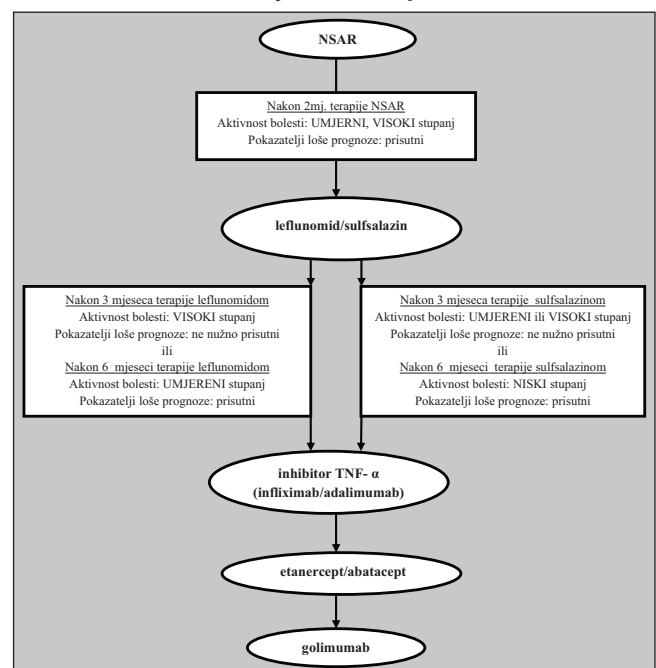 NSAR
Nakon 2mj. terapije NSAR
Aktivnost bolesti: UMJERNI, VISOKI stupanj
Pokazatelji loše prognoze: prisutni
leflunomid/sulfsalazin
Nakon 3 mjeseca terapije leflunomidom
Aktivnost bolesti: VISOKI stupanj
Pokazatelji loše prognoze: ne nužno prisutni
ili
Nakon 6 mjeseci terapije leflunomidom
Aktivnost bolesti: UMJERENI stupanj
Pokazatelji loše prognoze: prisutni
Nakon 3 mjeseca terapije sulfsalazinom
Aktivnost bolesti: UMJERENI ili VISOKI stupanj
Pokazatelji loše prognoze: ne nužno prisutni
ili
Nakon 6 mjeseci terapije sulfsalazinom
Aktivnost bolesti: NISKI stupanj
Pokazatelji loše prognoze: prisutni
inhibitor TNF- α
(infliximab/adalimumab)
etanercept/abatacept
golimumab